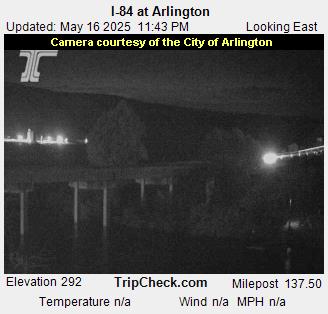 I-84 at Arlington
Updated: May 16 2025 11:43 PM Looking East
Camera courtesy of the City of Arlington
Elevation 292 TripCheck.com Milepost 137.50
Temperature n/a Wind n/a MPH n/a